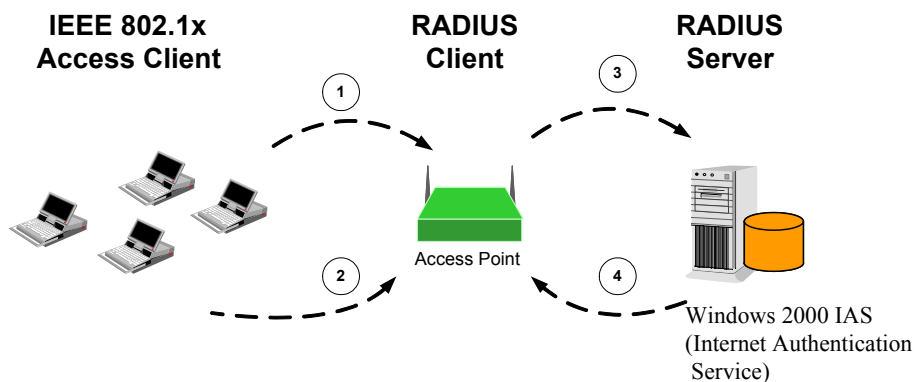 IEEE 802.1x
Access Client
RADIUS
Client
RADIUS
Server
1
3
Access Point
2
4
Windows 2000 IAS
(Internet Authentication
Service)